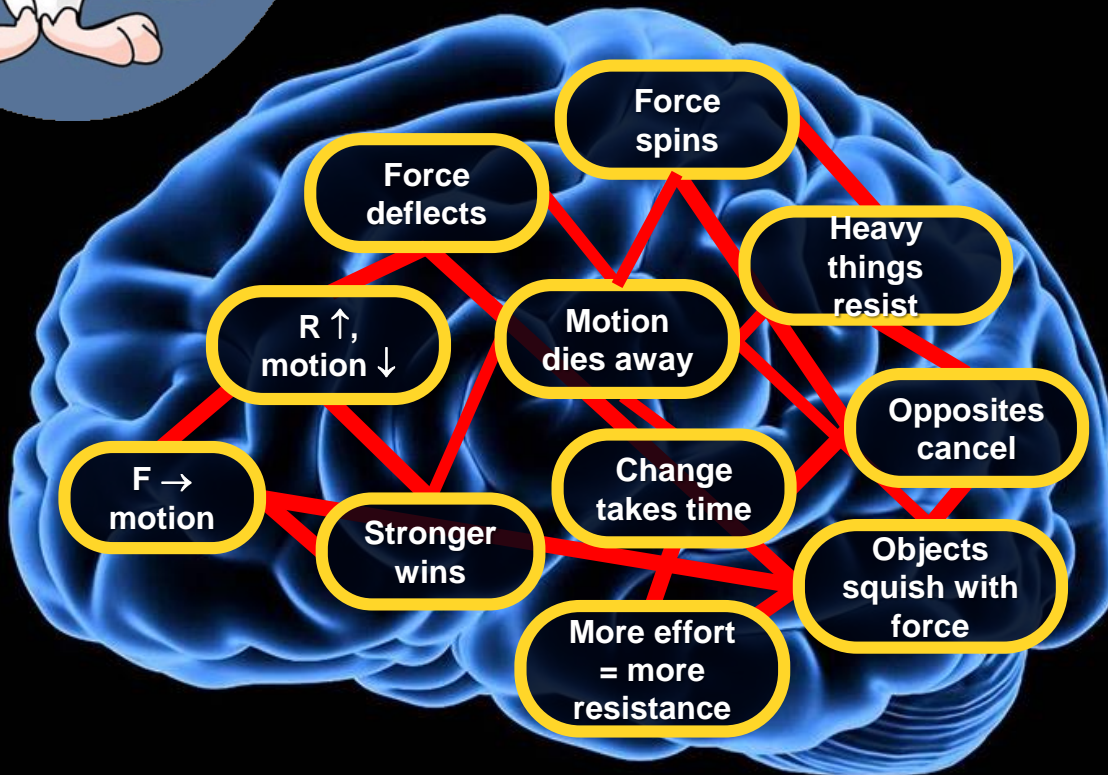 Force
spins
Force
deflects
Heavy
things
resist
R ↑,
motion ↓
Motion
dies away
Opposites
cancel
F →
motion
Change
takes time
Stronger
wins
Objects
squish with
force
More effort
= more
resistance